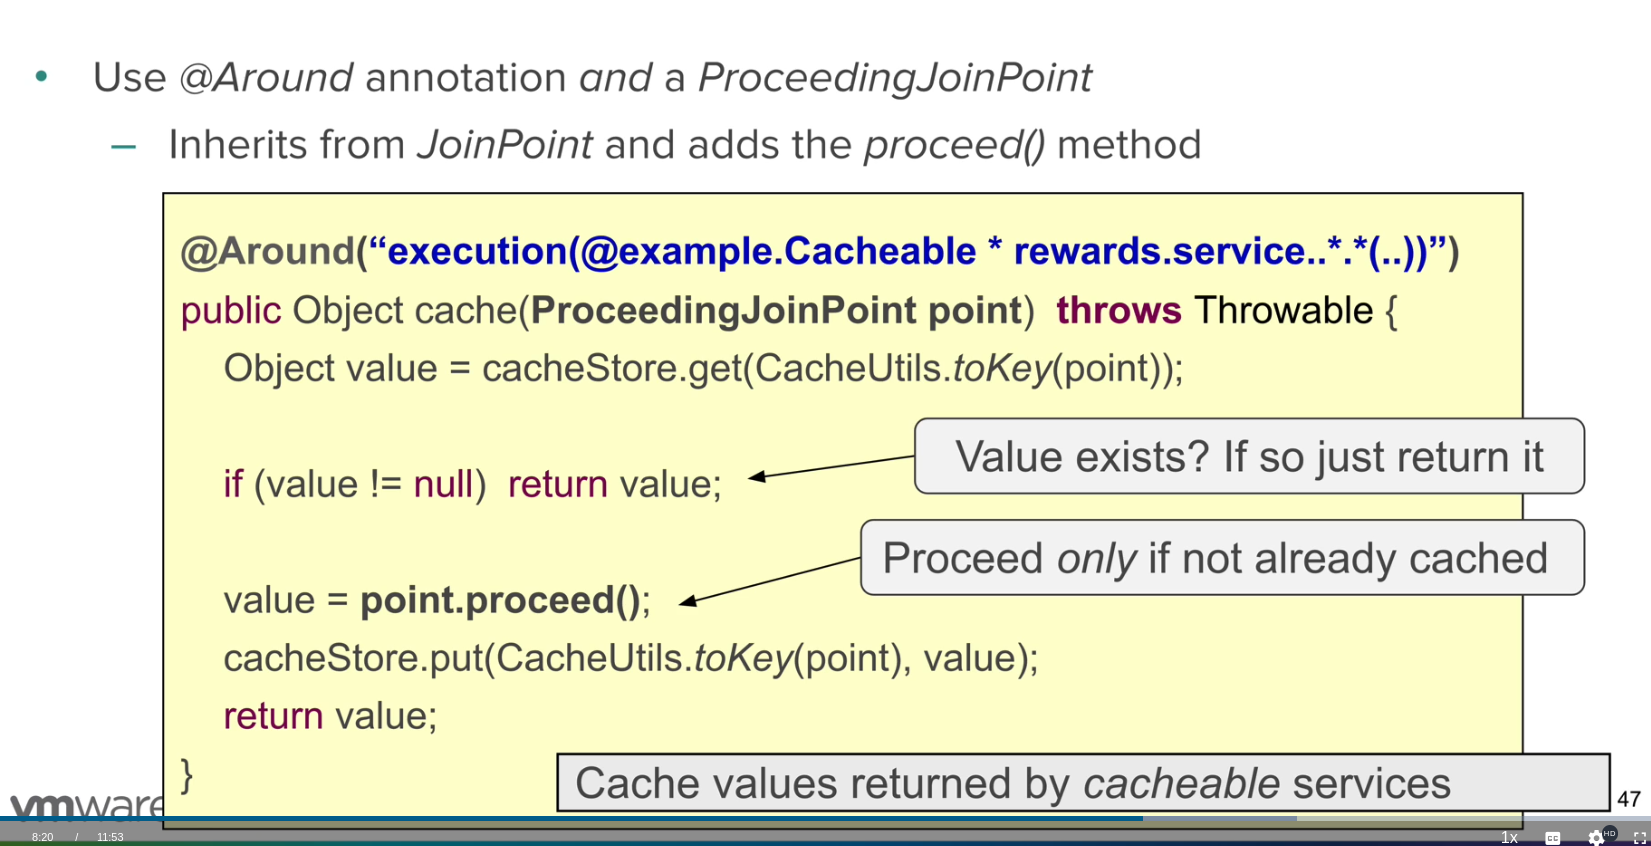 • Use @Around annotation and a ProceedingJoinPoint
– Inherits from JoinPoint and adds the proceed() method
@Around(“execution(@example.Cacheable * rewards.service..*.*(..))”)
public Object cache(ProceedingJoinPoint point) throws Throwable {
Object value = cacheStore.get(CacheUtils.toKey(point));
Value exists? If so just return it
if (value != null) return value;
Proceed only if not already cached
value = point.proceed();
cacheStore.put(CacheUtils.toKey(point), value);
return value;
}
Cache values returned by cacheable services
vmware
47
8:20 / 11:53
1x CC HD